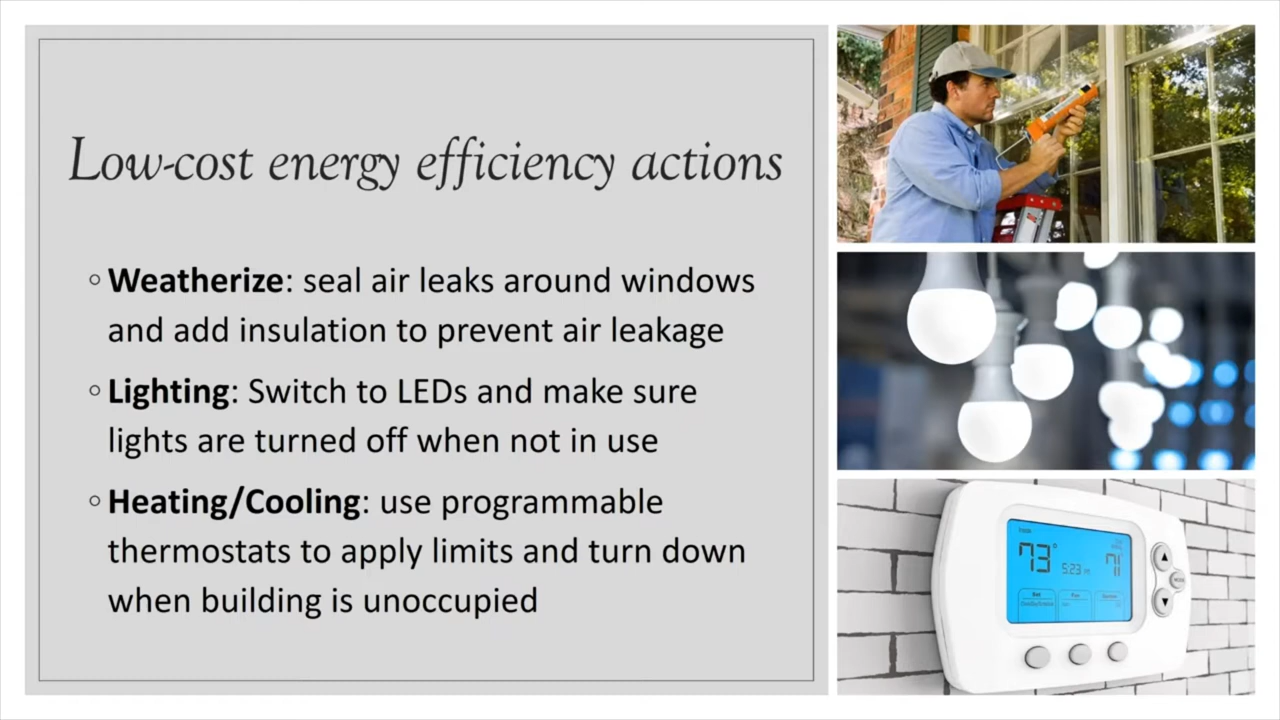 Low-cost energy efficiency actions
◦ Weatherize: seal air leaks around windows
and add insulation to prevent air leakage
◦ Lighting: Switch to LEDs and make sure
lights are turned off when not in use
◦ Heating/Cooling: use programmable
thermostats to apply limits and turn down
when building is unoccupied
73°
5:23
71